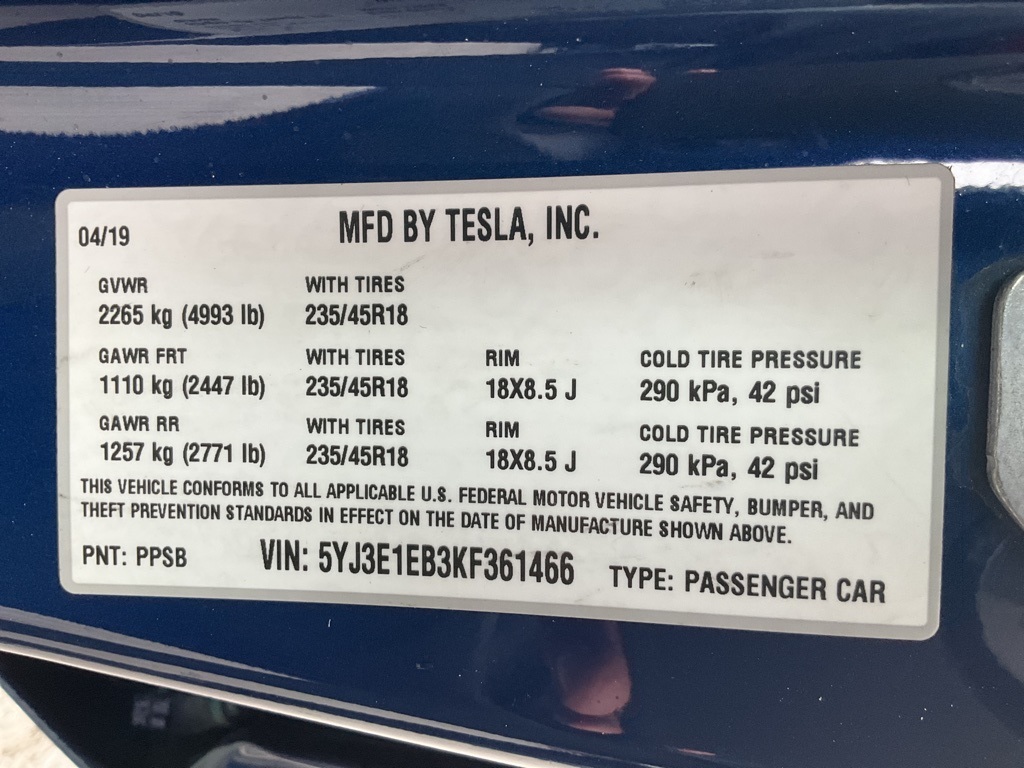 04/19 MFD BY TESLA, INC.
GVWR WITH TIRES
2265 kg (4993 lb) 235/45R18
GAWR FRT WITH TIRES RIM COLD TIRE PRESSURE
1110 kg (2447 lb) 235/45R18 18X8.5 J 290 kPa, 42 psi
GAWR RR WITH TIRES RIM COLD TIRE PRESSURE
1257 kg (2771 lb) 235/45R18 18X8.5 J 290 kPa, 42 psi
THIS VEHICLE CONFORMS TO ALL APPLICABLE U.S. FEDERAL MOTOR VEHICLE SAFETY, BUMPER, AND
THEFT PREVENTION STANDARDS IN EFFECT ON THE DATE OF MANUFACTURE SHOWN ABOVE.
PNT: PPSB VIN: 5YJ3E1EB3KF361466 TYPE: PASSENGER CAR